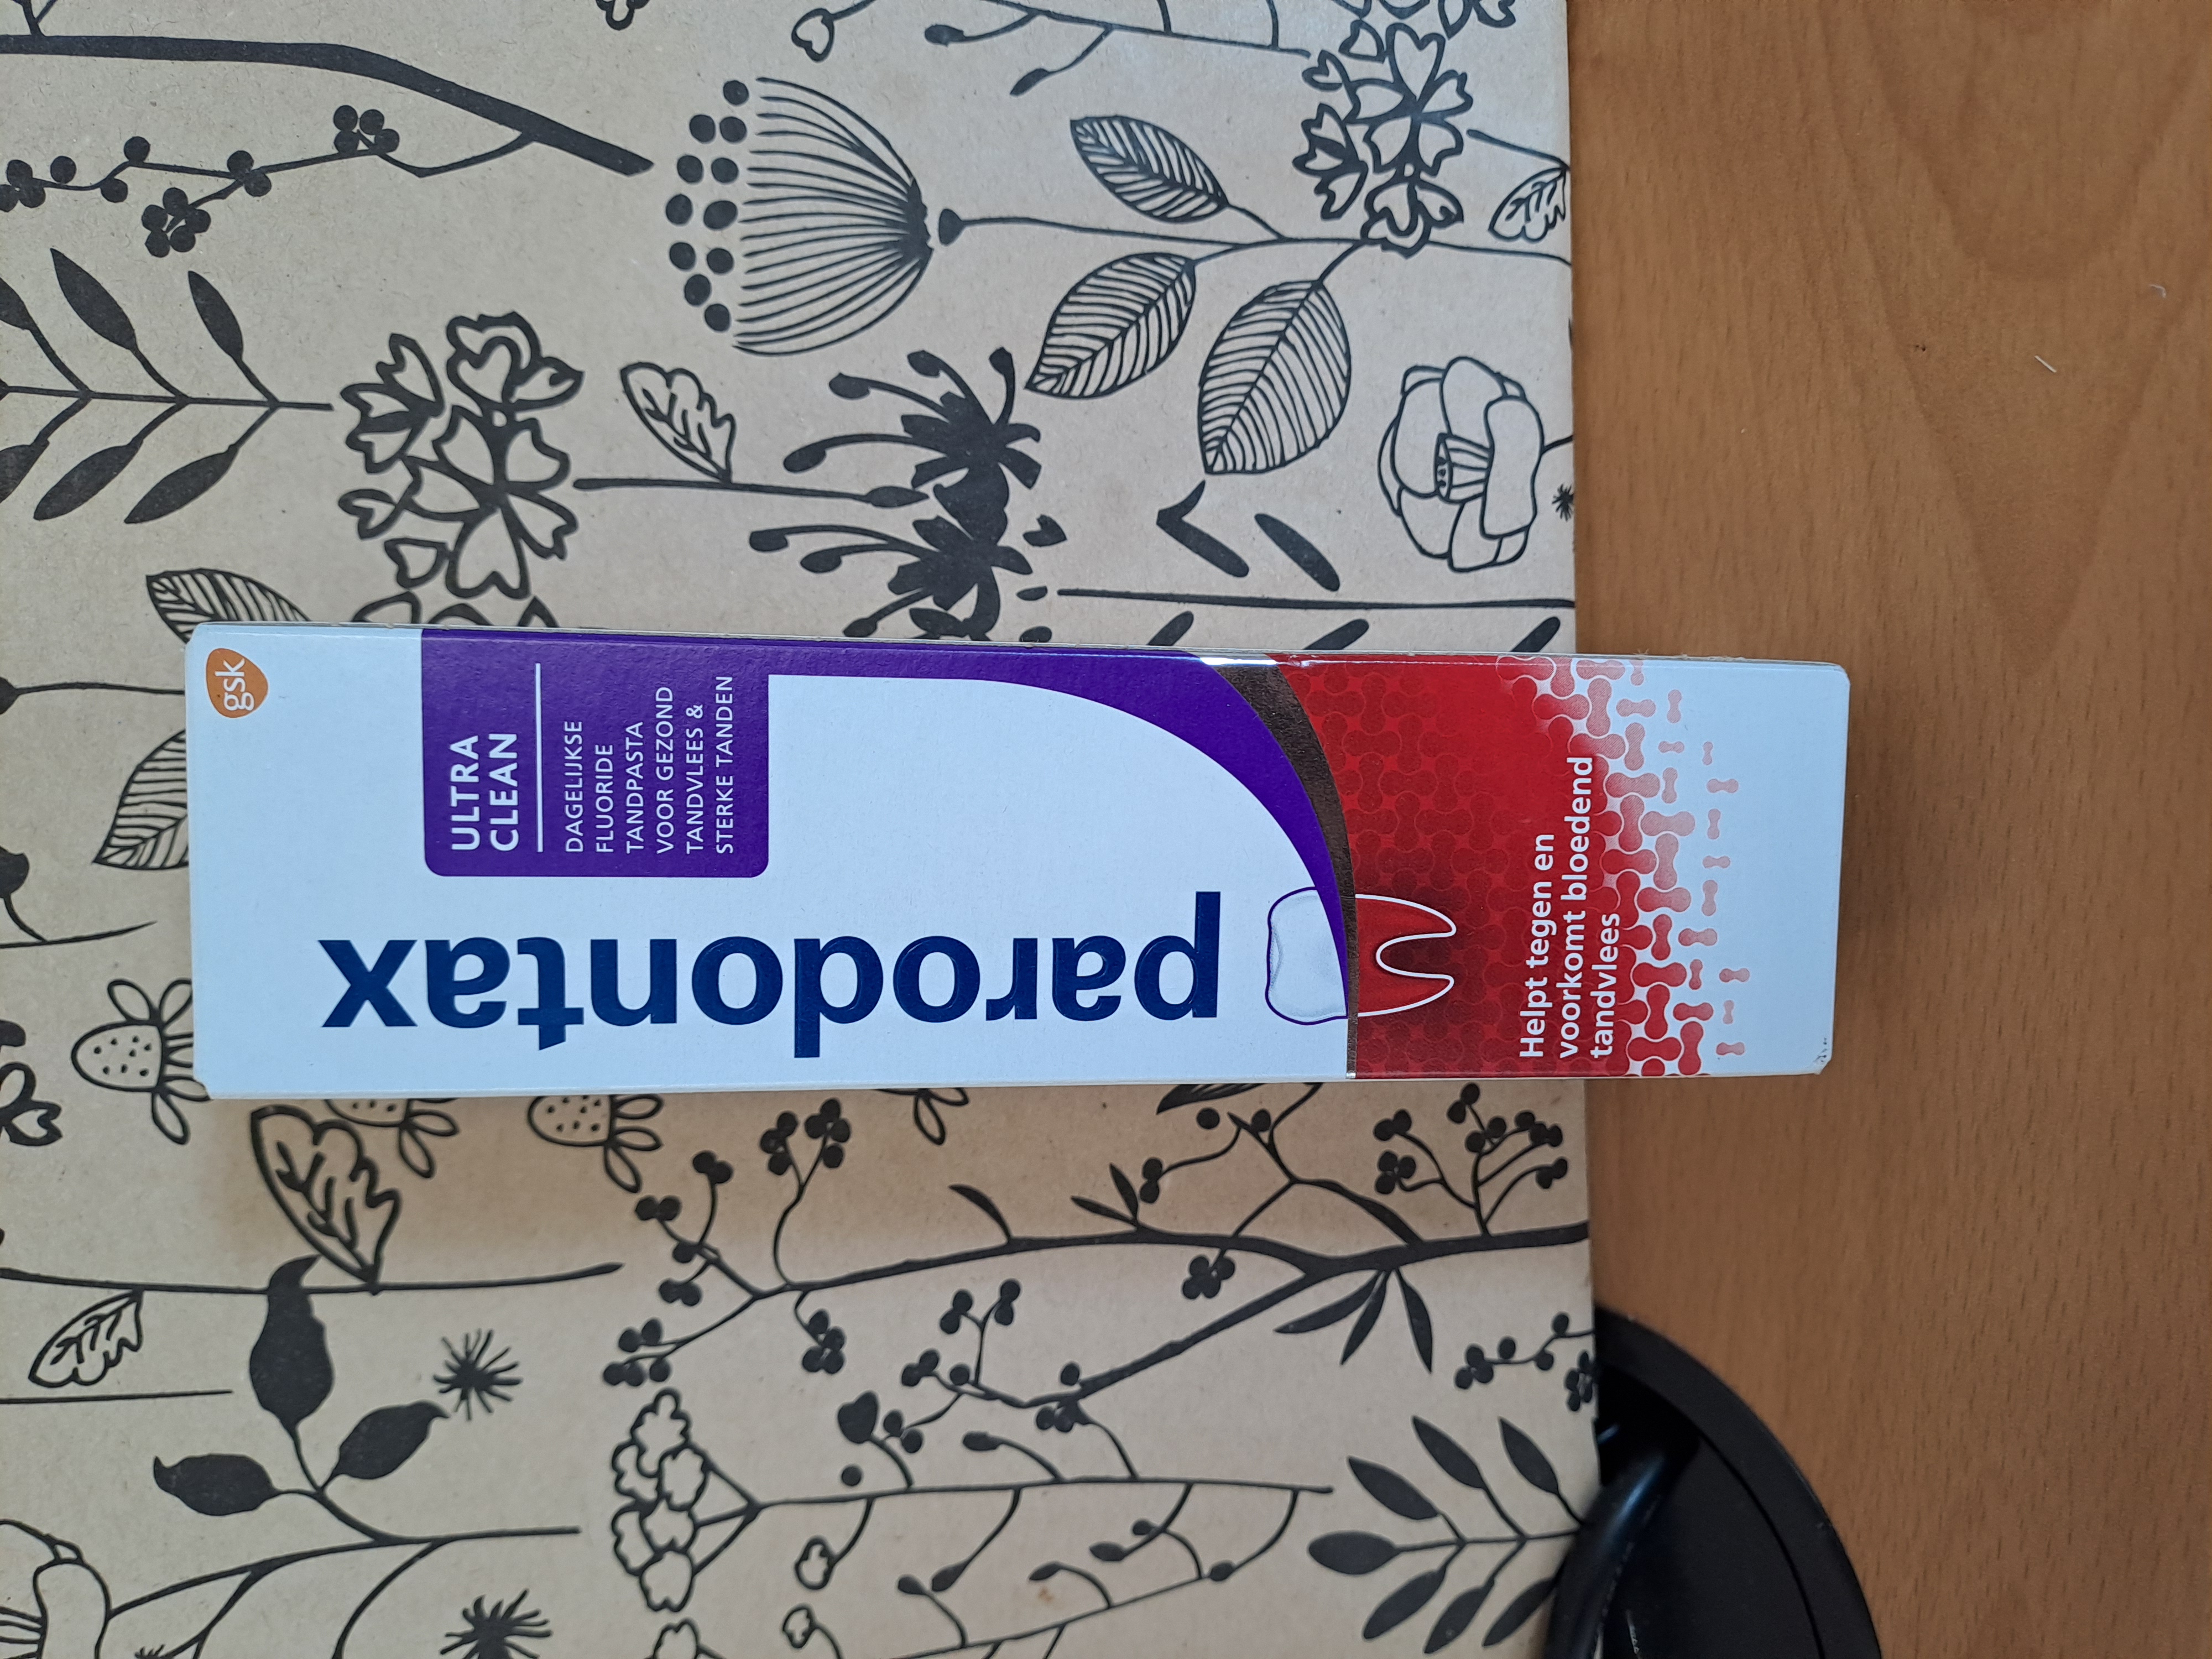 gsk
ULTRA
CLEAN
DAGELIJKSE
FLUORIDE
TANDPASTA
VOOR GEZOND
TANDVLEES &
STERKE TANDEN
parodontax
Helpt tegen en
voorkomt bloedend
tandvlees